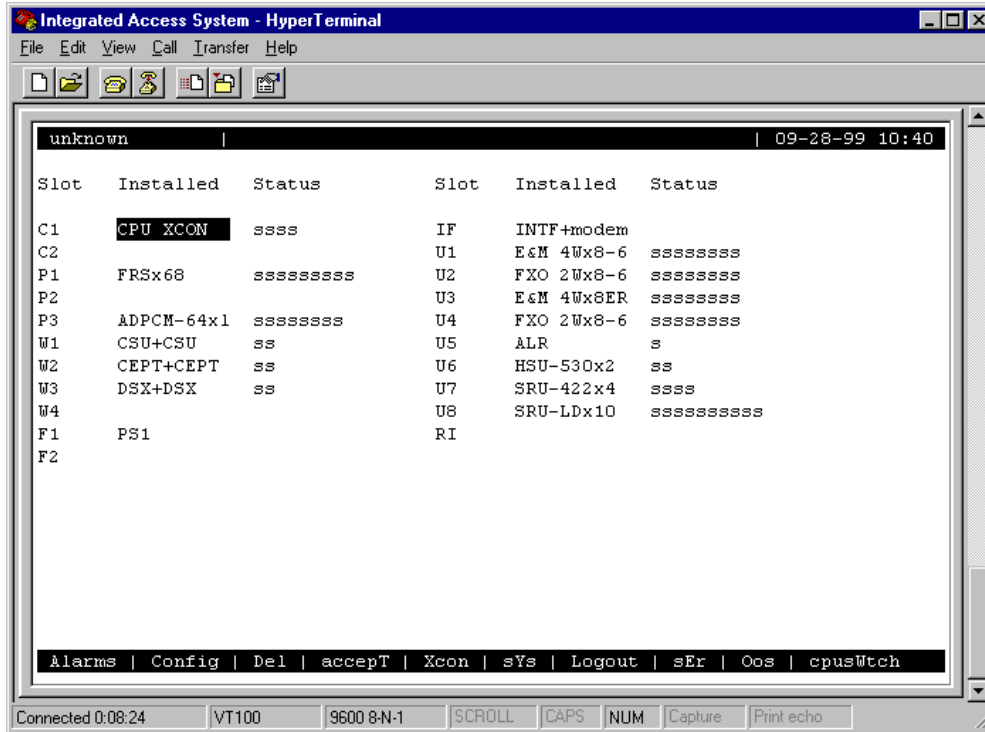 Integrated Access System - HyperTerminal
File Edit View Call Transfer Help
unknown | | 09-28-99 10:40
Slot Installed Status Slot Installed Status
C1 CPU XCON ssss IF INTF+modem
C2 U1 E&M 4Wx8-6 ssssssss
P1 FRSx68 sssssssss U2 FXO 2Wx8-6 ssssssss
P2 U3 E&M 4Wx8ER ssssssss
P3 ADPCM-64x1 ssssssss U4 FXO 2Wx8-6 ssssssss
W1 CSU+CSU ss U5 ALR s
W2 CEPT+CEPT ss U6 HSU-530x2 ss
W3 DSX+DSX ss U7 SRU-422x4 ssss
W4 U8 SRU-LDx10 ssssssssss
F1 PS1 RI
F2
Alarms | Config | Del | accepT | Xcon | sYs | Logout | sEr | Oos | cpusWtch
Connected 0:08:24 VT100 9600 8-N-1 SCROLL CAPS NUM Capture Print echo